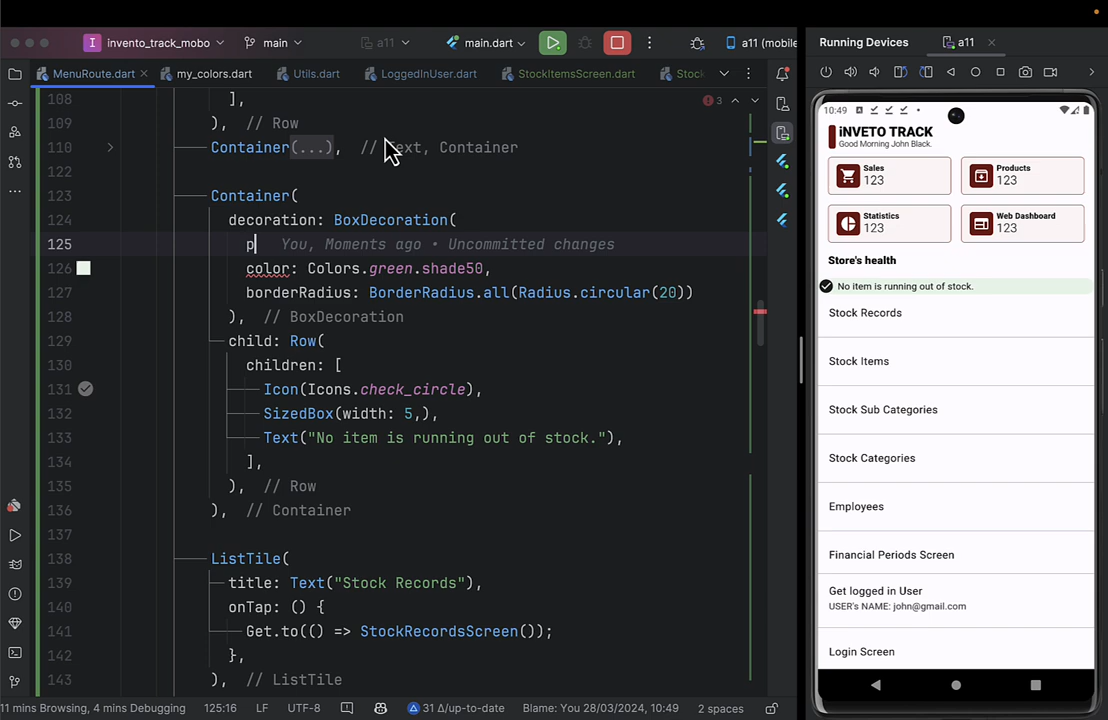 invento_track_mobo
main
a11
main.dart
a11 (mobile
Running Devices
a11
MenuRoute.dart
my_colors.dart
Utils.dart
LoggedInUser.dart
StockItemsScreen.dart
Stock
108 ],
109 ), // Row
3
110 Container(...), // Text, Container
122
123 Container(
124 decoration: BoxDecoration(
125 p You, Moments ago • Uncommitted changes
126 color: Colors.green.shade50,
127 borderRadius: BorderRadius.all(Radius.circular(20))
128 ), // BoxDecoration
129 child: Row(
130 children: [
131 Icon(Icons.check_circle),
132 SizedBox(width: 5,),
133 Text("No item is running out of stock."),
134 ],
135 ), // Row
136 ), // Container
137
138 ListTile(
139 title: Text("Stock Records"),
140 onTap: () {
141 Get.to(() => StockRecordsScreen());
142 },
143 ), // ListTile
11 mins Browsing, 4 mins Debugging
125:16
LF
UTF-8
31 Δ/up-to-date
Blame: You 28/03/2024, 10:49
2 spaces
10:49
iNVETO TRACK
Good Morning John Black.
Sales
123
Products
123
Statistics
123
Web Dashboard
123
Store's health
No item is running out of stock.
Stock Records
Stock Items
Stock Sub Categories
Stock Categories
Employees
Financial Periods Screen
Get logged in User
USER's NAME: john@gmail.com
Login Screen